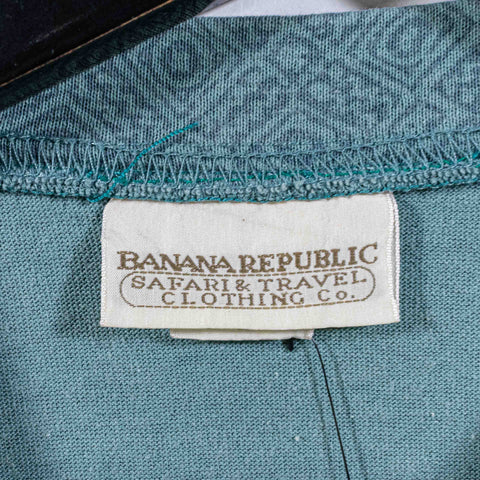 BANANA REPUBLIC
SAFARI & TRAVEL
CLOTHING CO.